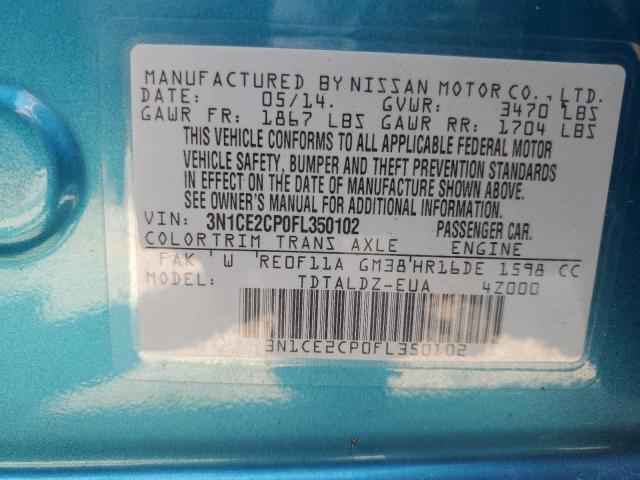 MANUFACTURED BY NISSAN MOTOR CO., LTD.
DATE: 05/14. GVWR: 3470 LBS
GAWR FR: 1867 LBS GAWR RR: 1704 LBS
THIS VEHICLE CONFORMS TO ALL APPLICABLE FEDERAL MOTOR
VEHICLE SAFETY, BUMPER AND THEFT PREVENTION STANDARDS
IN EFFECT ON THE DATE OF MANUFACTURE SHOWN ABOVE.
SEE OWNER'S MANUAL FOR ADDITIONAL INFORMATION.
VIN: 3N1CE2CP0FL350102 PASSENGER CAR.
COLOR TRIM TRANS AXLE ENGINE
FAK ' W ' RE0F11A GM38'HR16DE 1598 CC
MODEL: TDTALDZ-EUA 4Z000
3N1CE2CP0FL350102